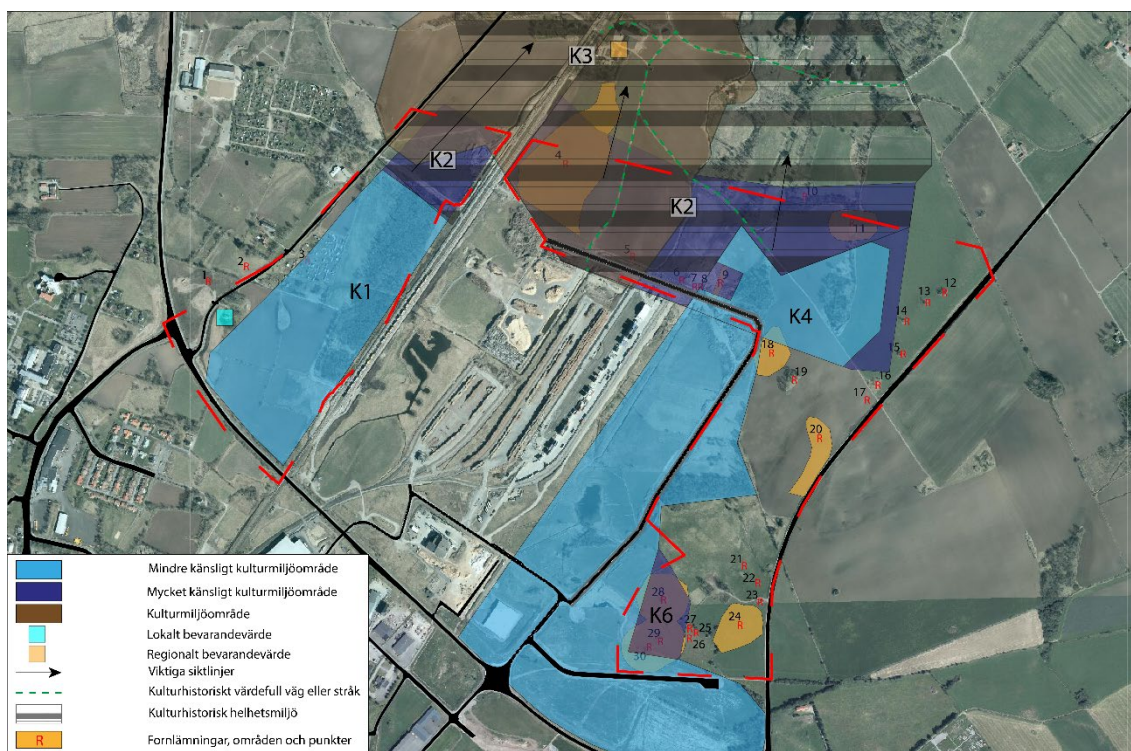 K3
K2
4 R
10
K2
11
5 R
1 R
2 R
3
K1
6 R
7 R
8 R
9 R
K4
12 R
13 R
14 R
15 R
18 R
19 R
16 R
17 R
20 R
21 R
22 R
23 R
28 R
K6
27 R
25
24 R
29 R
26 R
30
Mindre känsligt kulturmiljöområde
Mycket känsligt kulturmiljöområde
Kulturmiljöområde
Lokalt bevarandevärde
Regionalt bevarandevärde
Viktiga siktlinjer
Kulturhistoriskt värdefull väg eller stråk
Kulturhistorisk helhetsmiljö
R Fornlämningar, områden och punkter